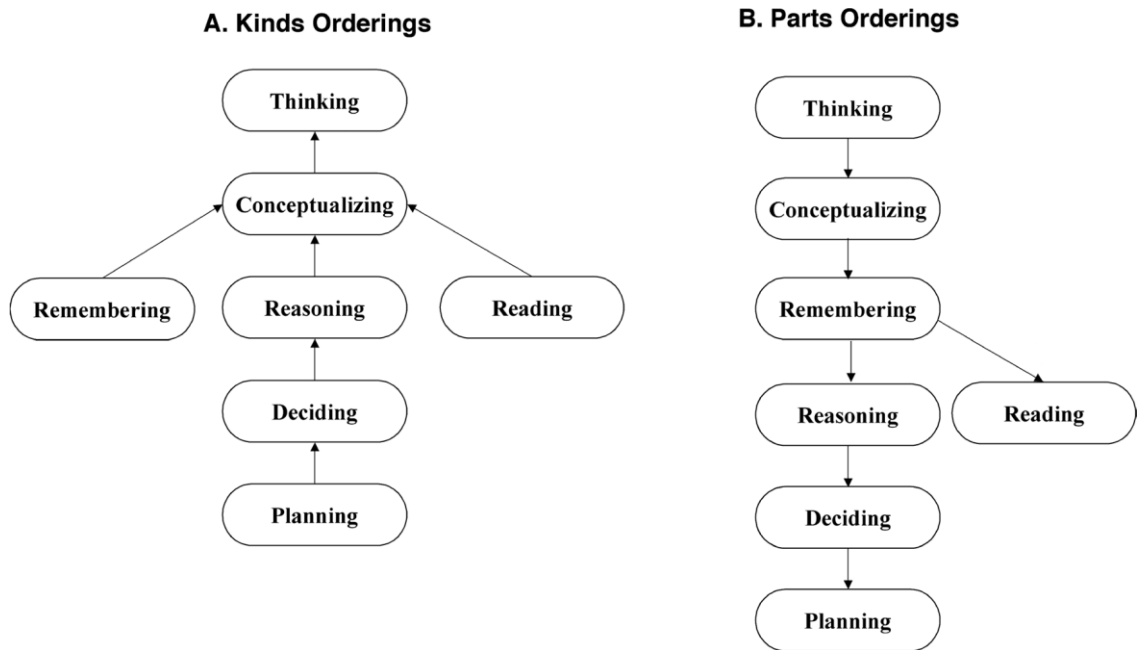 A. Kinds Orderings
Thinking
Conceptualizing
Remembering
Reasoning
Reading
Deciding
Planning
B. Parts Orderings
Thinking
Conceptualizing
Remembering
Reasoning
Reading
Deciding
Planning